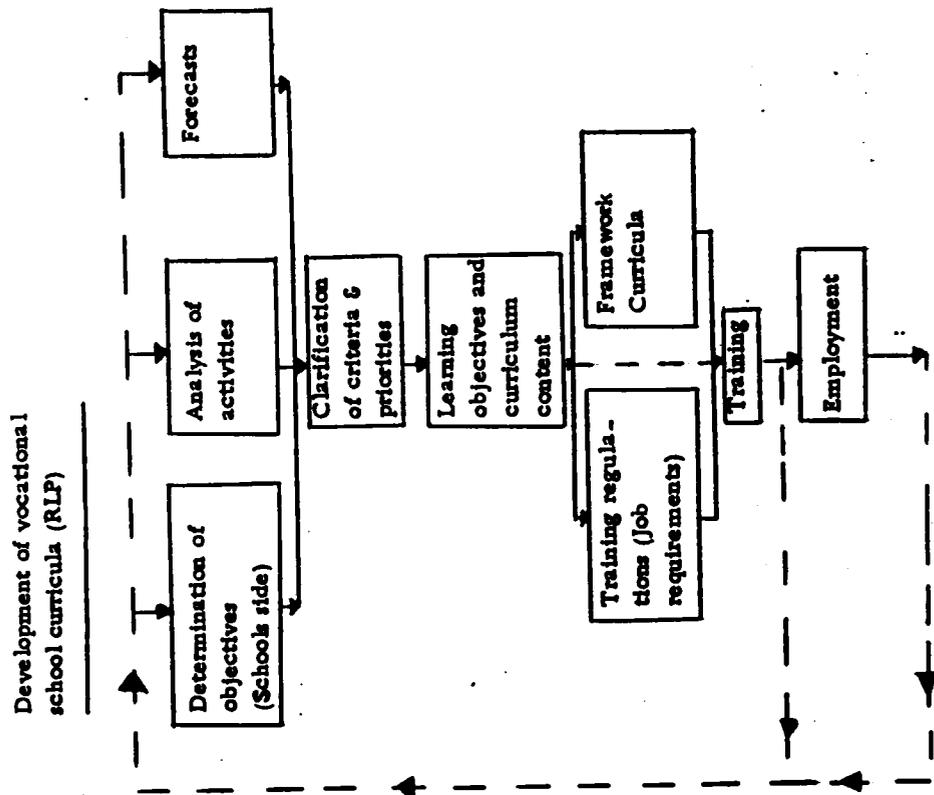 Development of vocational
school curricula (RLP)
Determination of
objectives
(Schools side)
Analysis of
activities
Forecasts
Clarification
of criteria &
priorities
Learning
objectives and
curriculum
content
Training regula-
tions (Job
requirements)
Framework
Curricula
Training
Employment